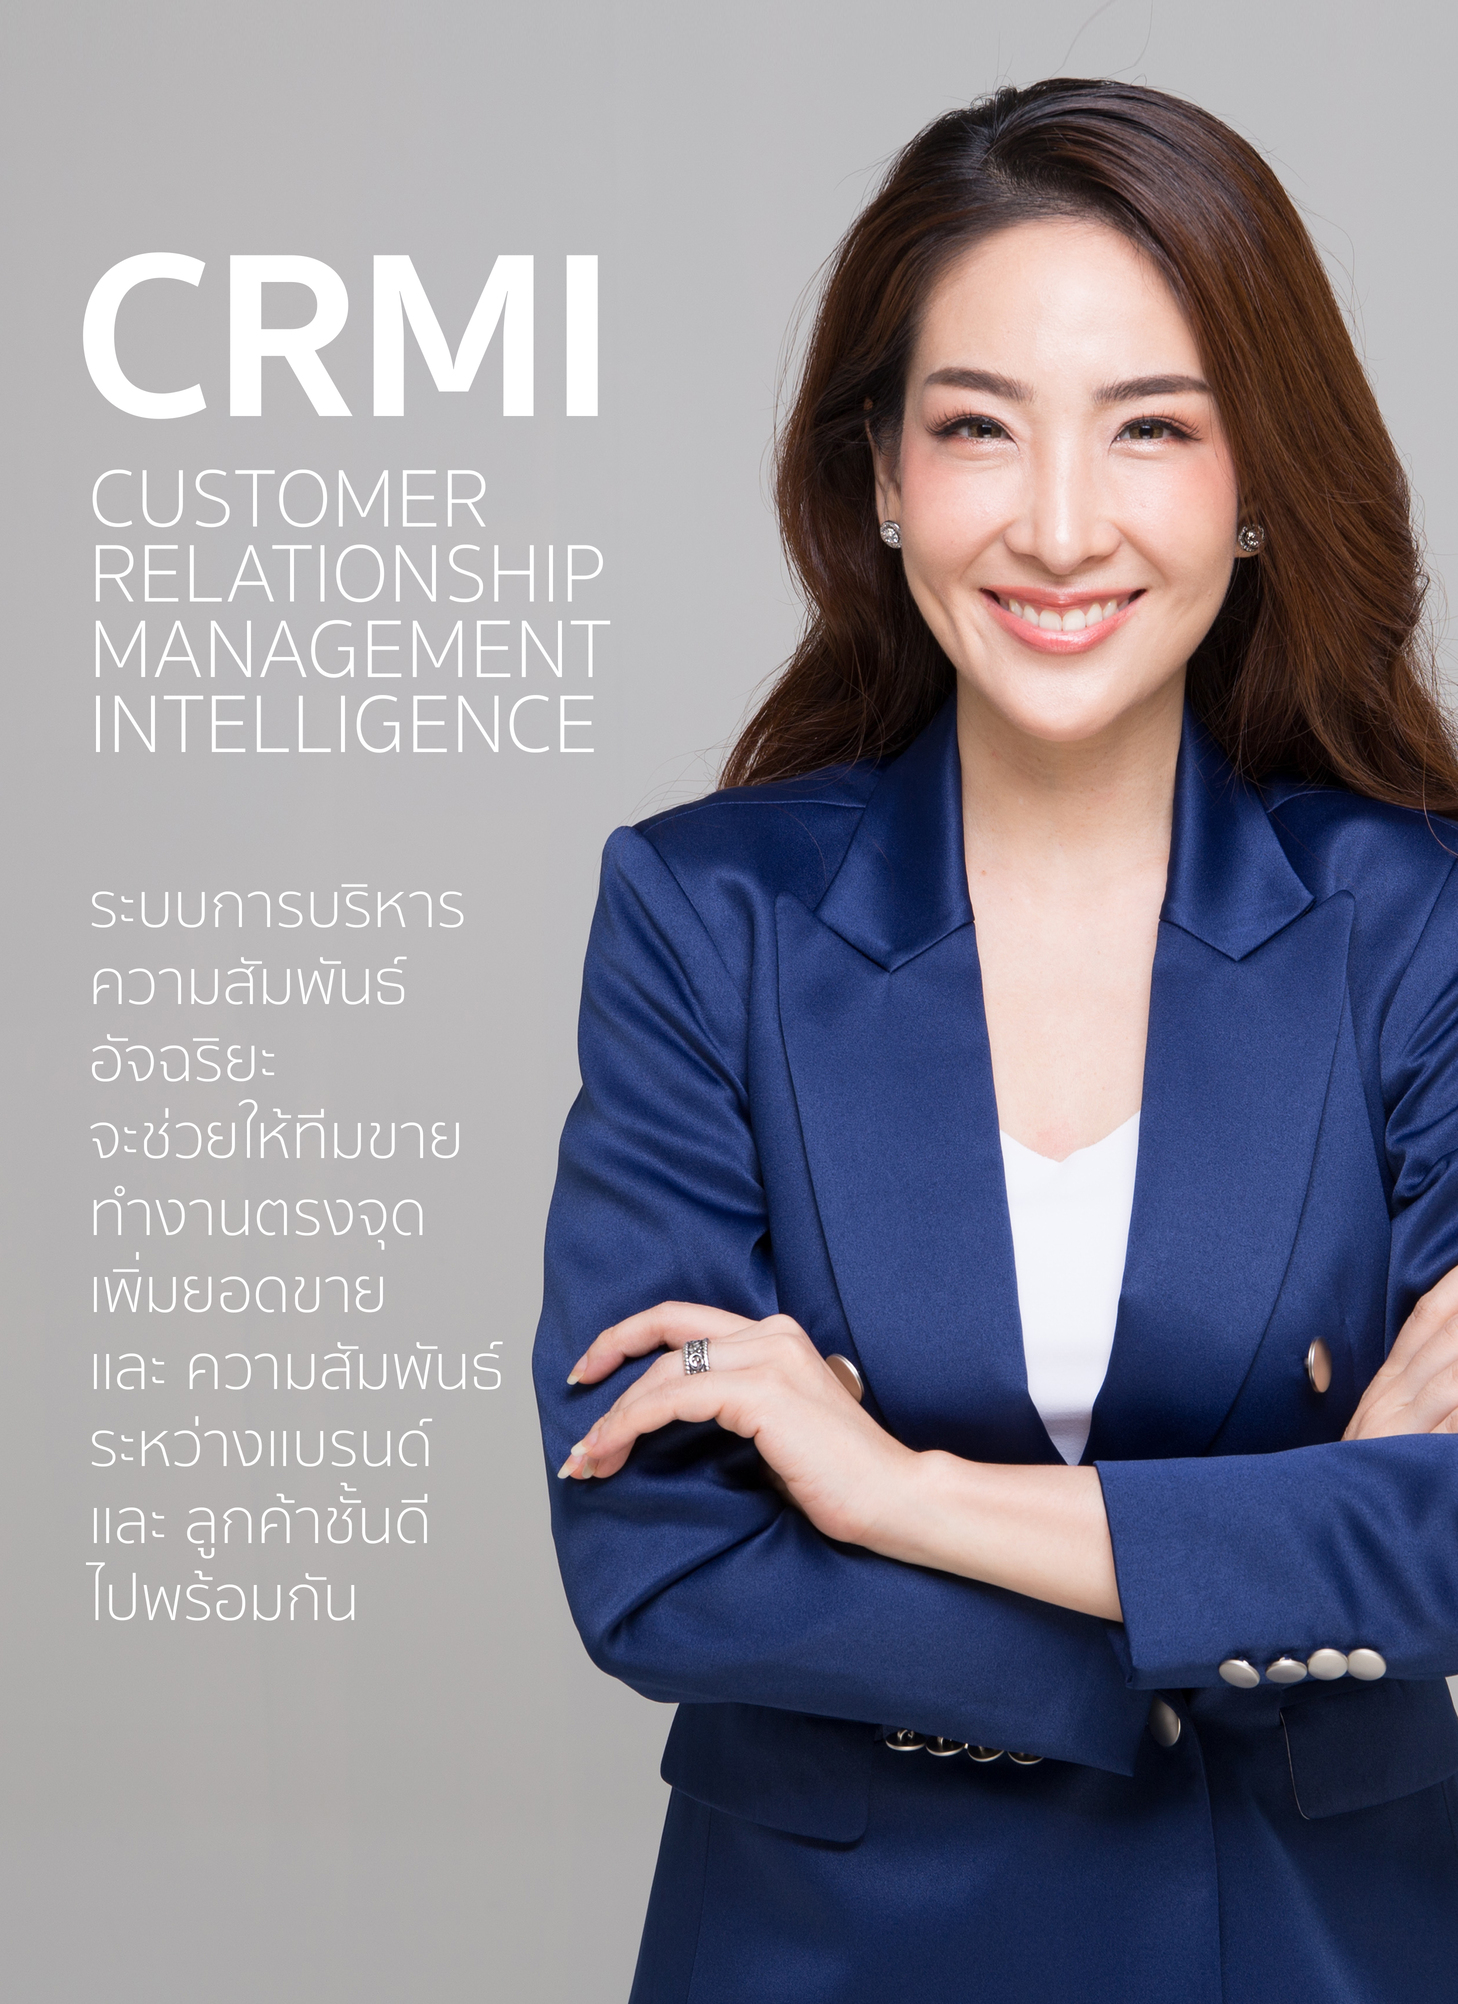 CRMI
CUSTOMER
RELATIONSHIP
MANAGEMENT
INTELLIGENCE
ระบบการบริหาร
ความสัมพันธ์
อัจฉริยะ
จะช่วยให้ทีมขาย
ทำงานตรงจุด
เพิ่มยอดขาย
และ ความสัมพันธ์
ระหว่างแบรนด์
และ ลูกค้าชั้นดี
ไปพร้อมกัน